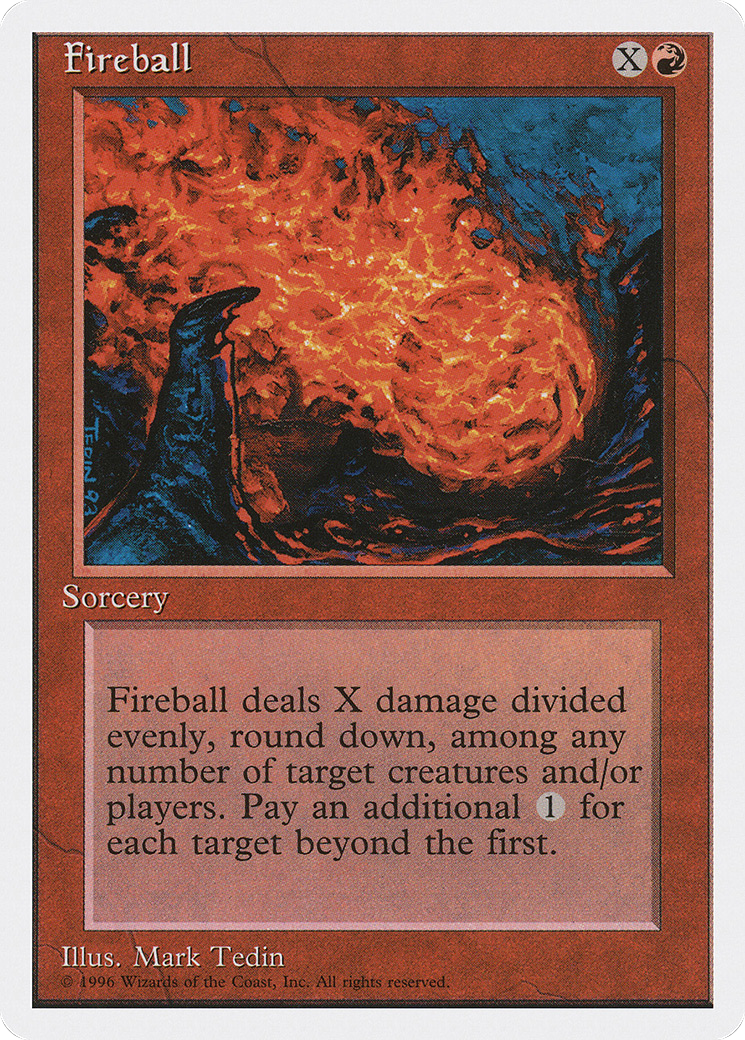 Fireball
X
TEDIN 93
Sorcery
Fireball deals X damage divided
evenly, round down, among any
number of target creatures and/or
players. Pay an additional 1 for
each target beyond the first.
Illus. Mark Tedin
© 1996 Wizards of the Coast, Inc. All rights reserved.